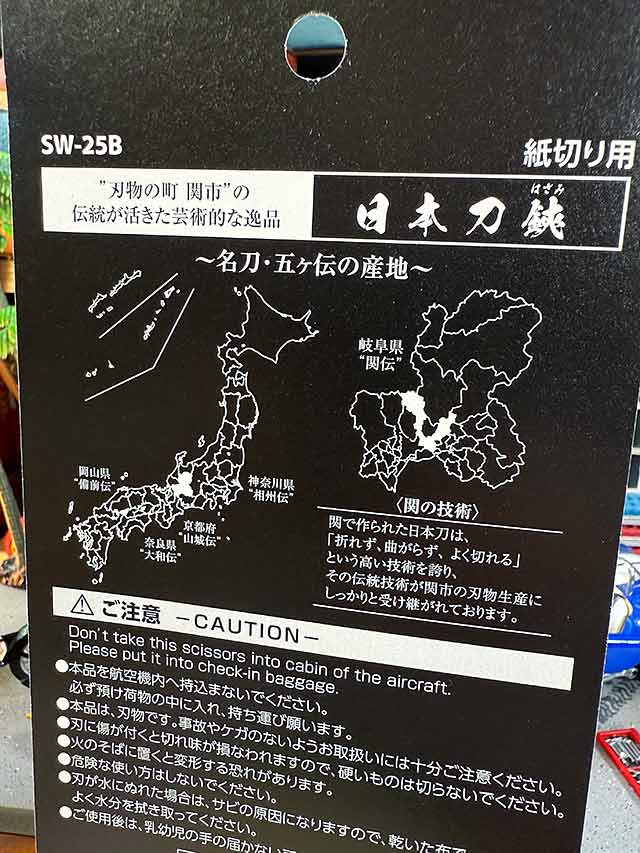 SW-25B
紙切り用
"刃物の町 関市"の
伝統が活きた芸術的な逸品
はさみ
日本刀鋏
～名刀・五ヶ伝の産地～
岐阜県
"関伝"
岡山県
"備前伝"
神奈川県
"相州伝"
京都府
"山城伝"
奈良県
"大和伝"
〈関の技術〉
関で作られた日本刀は、
「折れず、曲がらず、よく切れる」
という高い技術を誇り、
その伝統技術が関市の刃物生産に
しっかりと受け継がれております。
⚠ ご注意 －CAUTION－
Don't take this scissors into cabin of the aircraft.
Please put it into check-in baggage.
●本品を航空機内へ持込まないでください。
必ず預け荷物の中に入れ、持ち運び願います。
●本品は、刃物です。事故やケガのないようお取扱いには十分ご注意ください。
●刃に傷が付くと切れ味が損なわれますので、硬いものは切らないでください。
●火のそばに置くと変形する恐れがあります。
●危険な使い方はしないでください。
●刃が水にぬれた場合は、サビの原因になりますので、乾いた布で
よく水分を拭き取ってください。
●ご使用後は、乳幼児の手の届かない